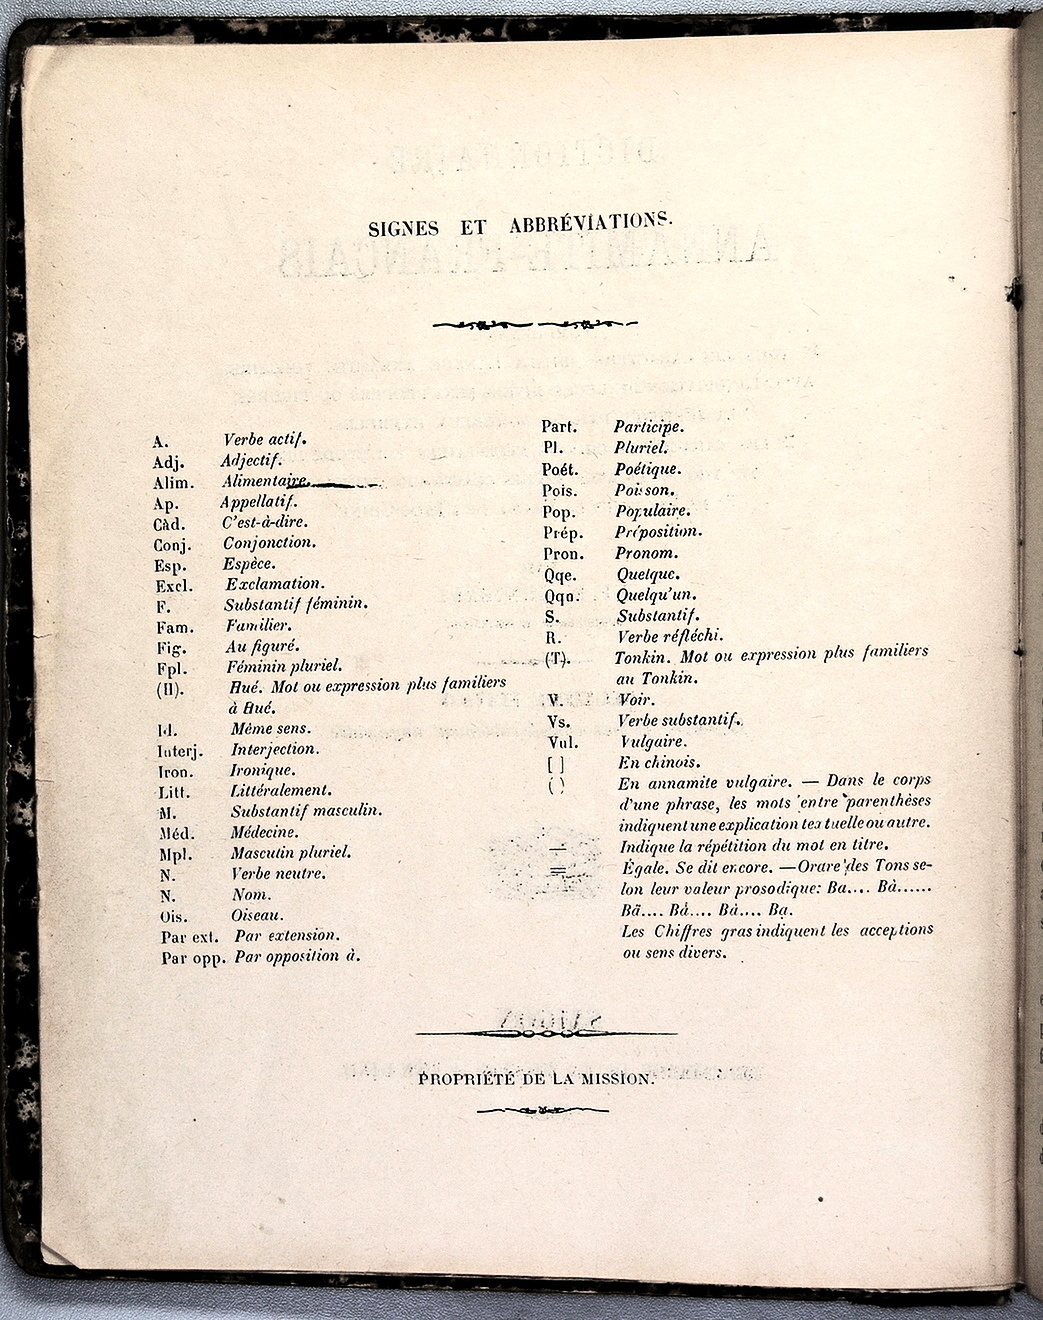 SIGNES ET ABBRÉVIATIONS.
A. Verbe actif.
Adj. Adjectif.
Alim. Alimentaire.
Ap. Appellatif.
Càd. C'est-à-dire.
Conj. Conjonction.
Esp. Espèce.
Excl. Exclamation.
F. Substantif féminin.
Fam. Familier.
Fig. Au figuré.
Fpl. Féminin pluriel.
(H). Hué. Mot ou expression plus familiers
à Hué.
Id. Même sens.
Interj. Interjection.
Iron. Ironique.
Litt. Littéralement.
M. Substantif masculin.
Méd. Médecine.
Mpl. Masculin pluriel.
N. Verbe neutre.
N. Nom.
Ois. Oiseau.
Par ext. Par extension.
Par opp. Par opposition à.
Part. Participe.
Pl. Pluriel.
Poét. Poétique.
Pois. Poisson.
Pop. Populaire.
Prép. Préposition.
Pron. Pronom.
Qqe. Quelque.
Qqn. Quelqu'un.
S. Substantif.
R. Verbe réfléchi.
(T). Tonkin. Mot ou expression plus familiers
au Tonkin.
V. Voir.
Vs. Verbe substantif.
Vul. Vulgaire.
[ ] En chinois.
( ) En annamite vulgaire. — Dans le corps
d'une phrase, les mots entre parenthèses
indiquent une explication textuelle ou autre.
— Indique la répétition du mot en titre.
= Égale. Se dit encore. — Ordre des Tons se-
lon leur valeur prosodique: Ba.... Bà......
Bã.... Bả.... Bá.... Bạ.
Les Chiffres gras indiquent les acceptions
ou sens divers.
PROPRIÉTÉ DE LA MISSION.